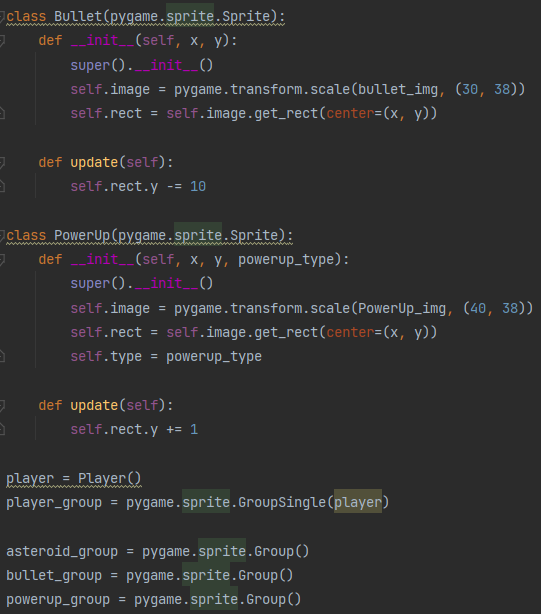 class Bullet(pygame.sprite.Sprite):
    def __init__(self, x, y):
        super().__init__()
        self.image = pygame.transform.scale(bullet_img, (30, 38))
        self.rect = self.image.get_rect(center=(x, y))

    def update(self):
        self.rect.y -= 10

class PowerUp(pygame.sprite.Sprite):
    def __init__(self, x, y, powerup_type):
        super().__init__()
        self.image = pygame.transform.scale(PowerUp_img, (40, 38))
        self.rect = self.image.get_rect(center=(x, y))
        self.type = powerup_type

    def update(self):
        self.rect.y += 1

player = Player()
player_group = pygame.sprite.GroupSingle(player)

asteroid_group = pygame.sprite.Group()
bullet_group = pygame.sprite.Group()
powerup_group = pygame.sprite.Group()